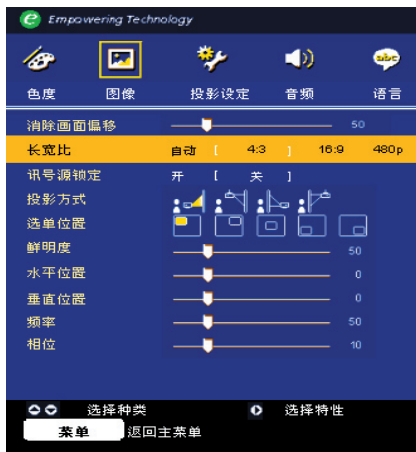 e Empowering Technology
abc
色度 图像 投影设定 音频 语言
消除画面偏移 50
长宽比 自动 [ 4:3 ] 16:9 480p
讯号源锁定 开 [ 关 ]
投影方式
选单位置
鲜明度 50
水平位置 0
垂直位置 0
频率 50
相位 10
选择种类 选择特性
菜单 返回主菜单